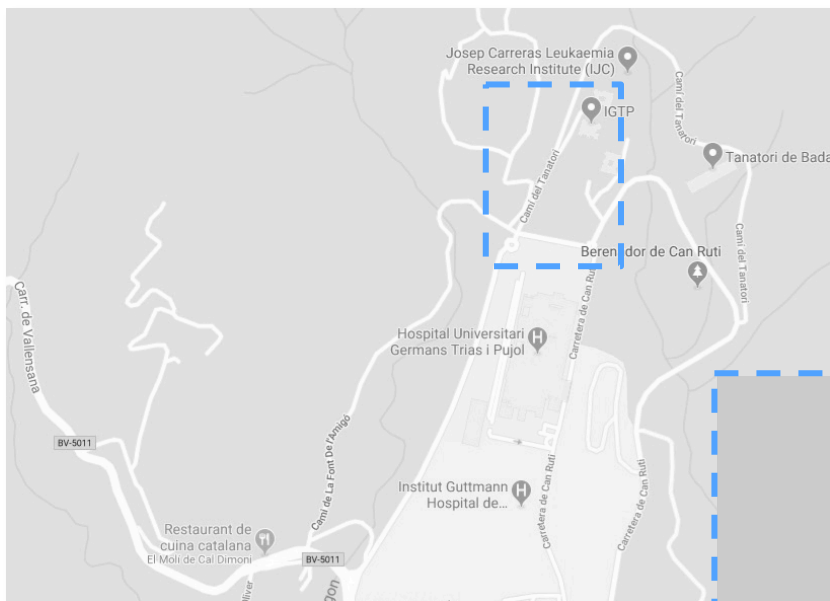 Josep Carreras Leukaemia
Research Institute (IJC)
IGTP
Camí del Tanatori
Tanatori de Bada
Camí del Tanatori
Camí del Tanatori
Berenador de Can Ruti
Carr. de Vallensana
Carretera de Can Ruti
Hospital Universitari
Germans Trias i Pujol
BV-5011
Camí de La Font De l'Amigó
Institut Guttmann
Hospital de...
Carretera de Can Ruti
Carretera de Can Ruti
Restaurant de
cuina catalana
El Molí de Cal Dimoni
BV-5011